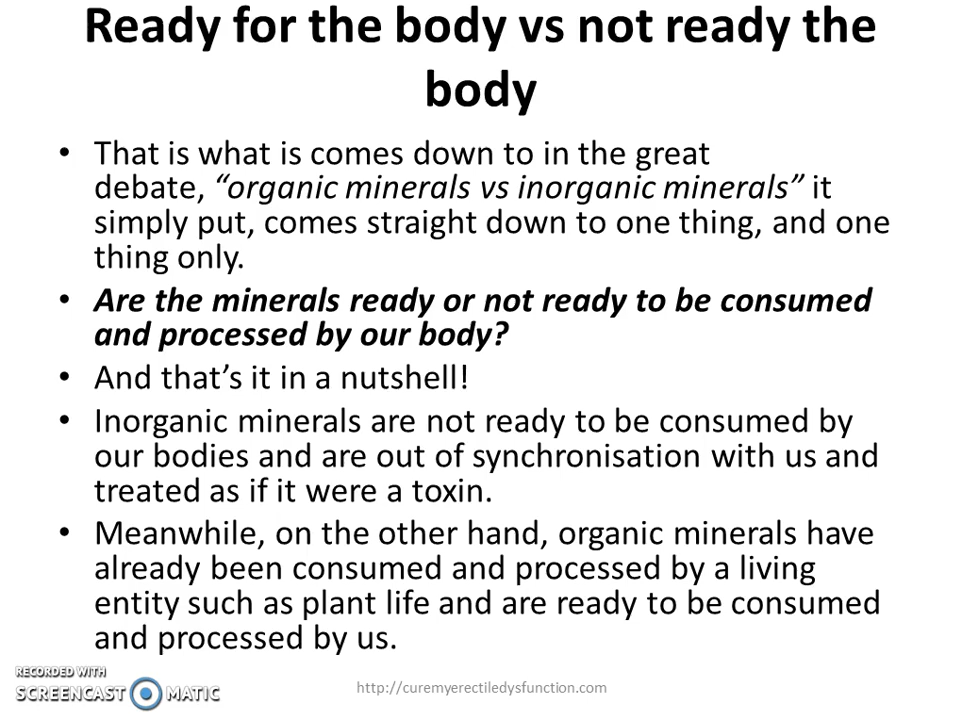 Ready for the body vs not ready the
body
• That is what is comes down to in the great
debate, “organic minerals vs inorganic minerals” it
simply put, comes straight down to one thing, and one
thing only.
• Are the minerals ready or not ready to be consumed
and processed by our body?
• And that’s it in a nutshell!
• Inorganic minerals are not ready to be consumed by
our bodies and are out of synchronisation with us and
treated as if it were a toxin.
• Meanwhile, on the other hand, organic minerals have
already been consumed and processed by a living
entity such as plant life and are ready to be consumed
and processed by us.
RECORDED WITH
SCREENCAST MATIC
http://curemyerectiledysfunction.com